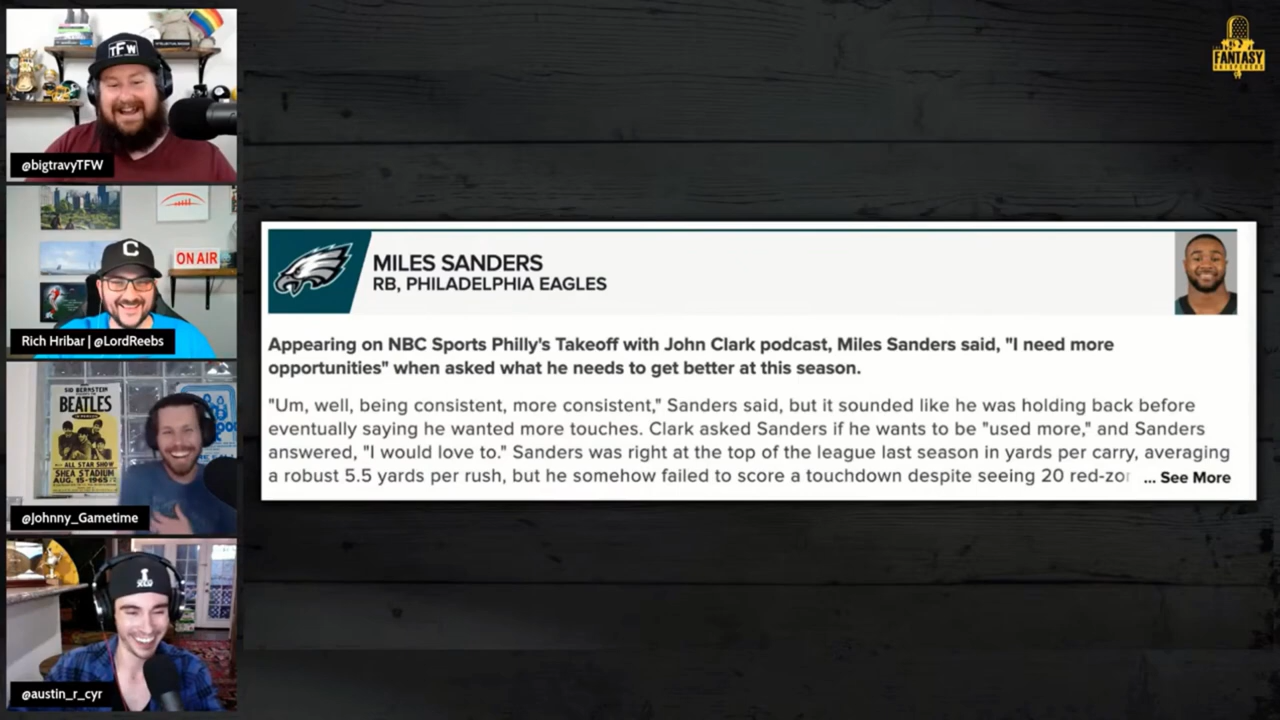 TFW
@bigtravyTFW
C
ON AIR
Rich Hribar | @LordReebs
SID BERNSTEIN
BEATLES
ALL STAR SHOW
SHEA STADIUM
AUG. 15-1965
@Johnny_Gametime
@austin_r_cyr
FANTASY
MILES SANDERS
RB, PHILADELPHIA EAGLES
Appearing on NBC Sports Philly's Takeoff with John Clark podcast, Miles Sanders said, "I need more
opportunities" when asked what he needs to get better at this season.
"Um, well, being consistent, more consistent," Sanders said, but it sounded like he was holding back before
eventually saying he wanted more touches. Clark asked Sanders if he wants to be "used more," and Sanders
answered, "I would love to." Sanders was right at the top of the league last season in yards per carry, averaging
a robust 5.5 yards per rush, but he somehow failed to score a touchdown despite seeing 20 red-zo ... See More